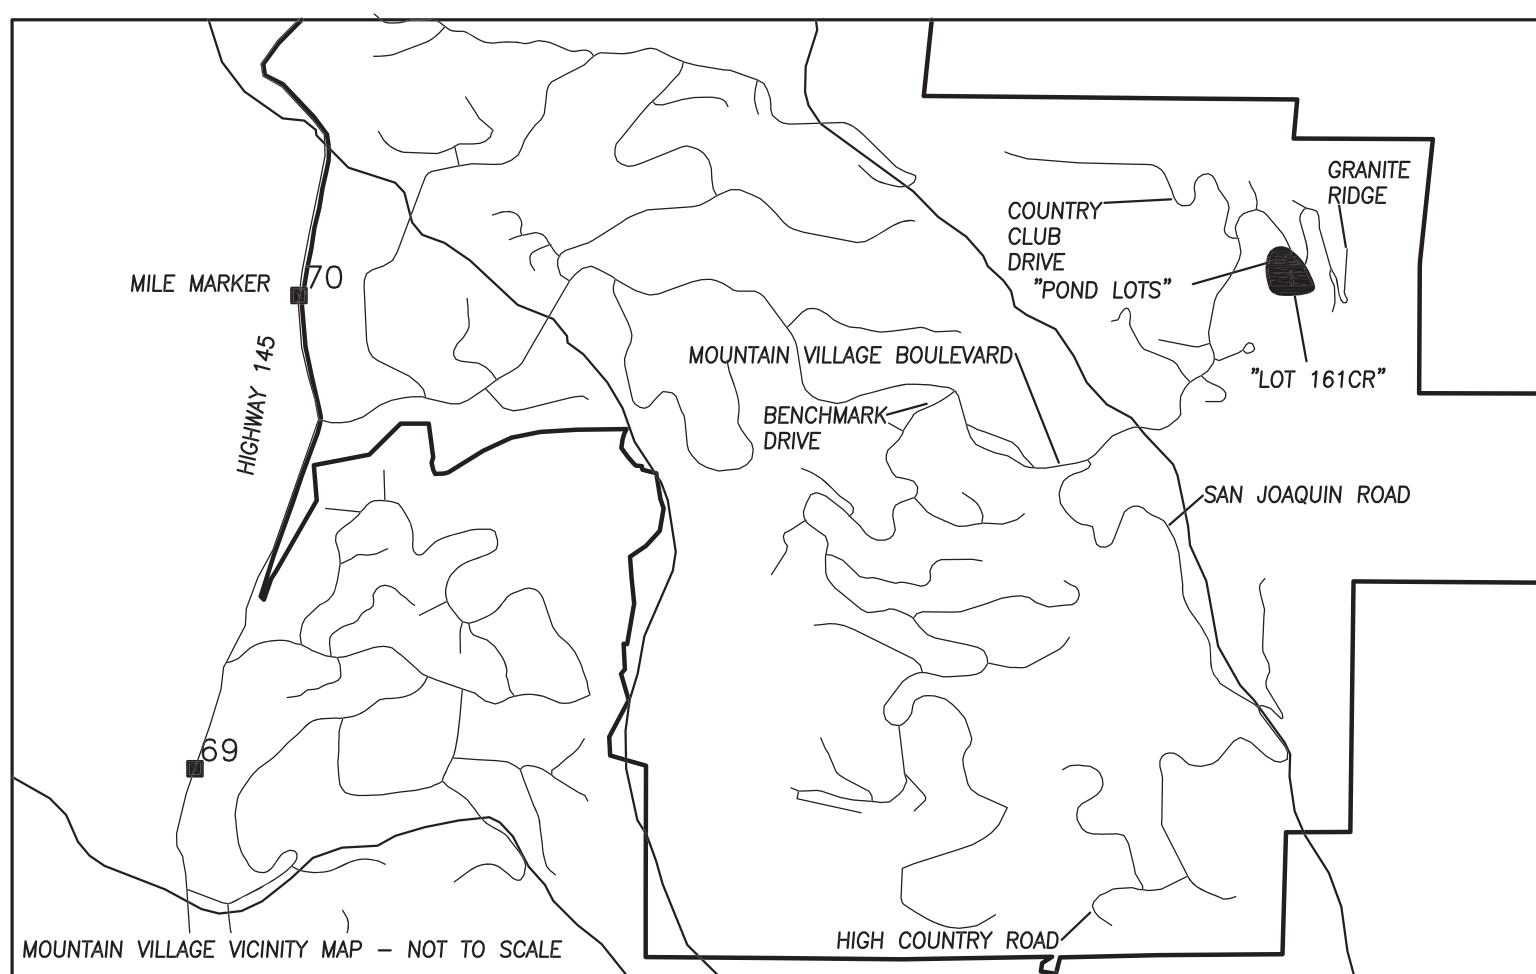 GRANITE
RIDGE
COUNTRY
CLUB
DRIVE
"POND LOTS"
70
MILE MARKER
HIGHWAY 145
MOUNTAIN VILLAGE BOULEVARD
"LOT 161CR"
BENCHMARK
DRIVE
SAN JOAQUIN ROAD
69
HIGH COUNTRY ROAD
MOUNTAIN VILLAGE VICINITY MAP – NOT TO SCALE